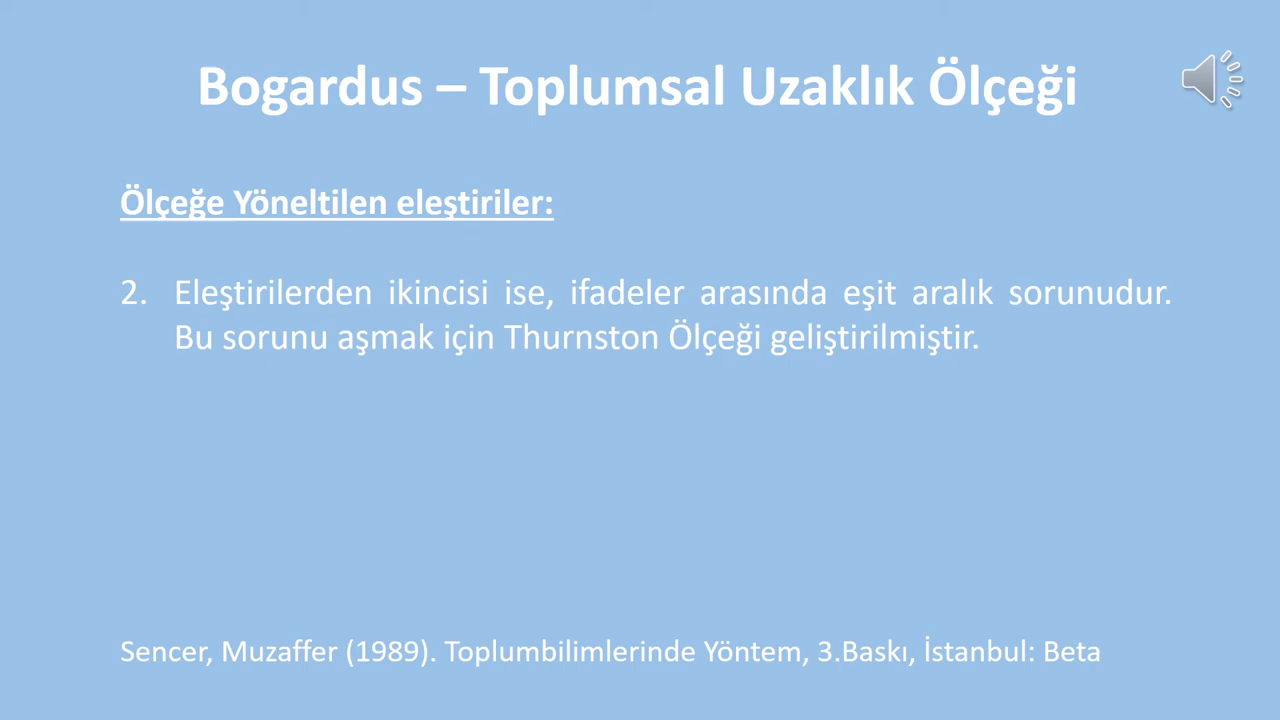 Bogardus – Toplumsal Uzaklık Ölçeği
Ölçeğe Yöneltilen eleştiriler:
2. Eleştirilerden ikincisi ise, ifadeler arasında eşit aralık sorunudur.
Bu sorunu aşmak için Thurnston Ölçeği geliştirilmiştir.
Sencer, Muzaffer (1989). Toplumbilimlerinde Yöntem, 3.Baskı, İstanbul: Beta